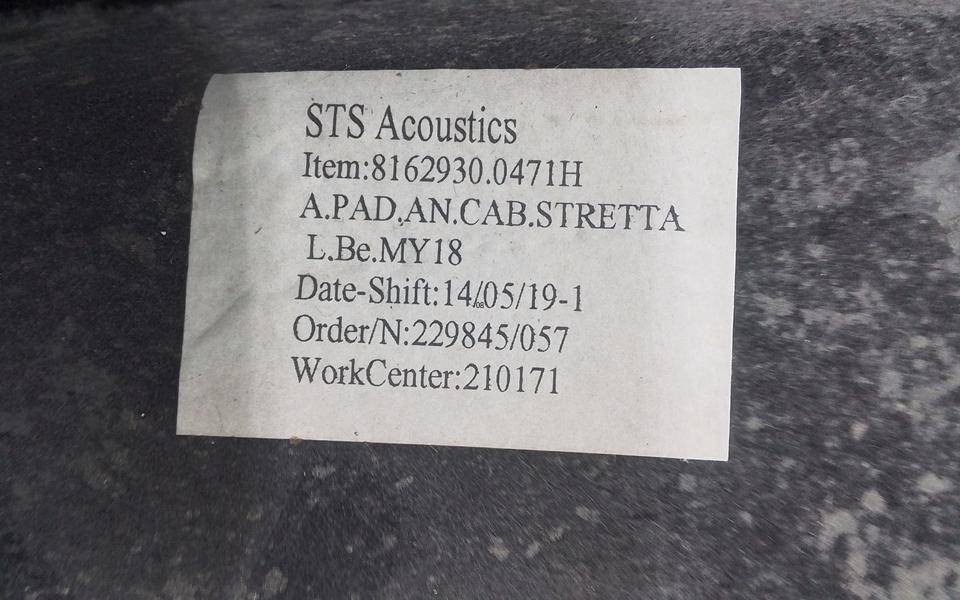 STS Acoustics
Item:8162930.0471H
A.PAD.AN.CAB.STRETTA
L.Be.MY18
Date-Shift:14/05/19-1
Order/N:229845/057
WorkCenter:210171